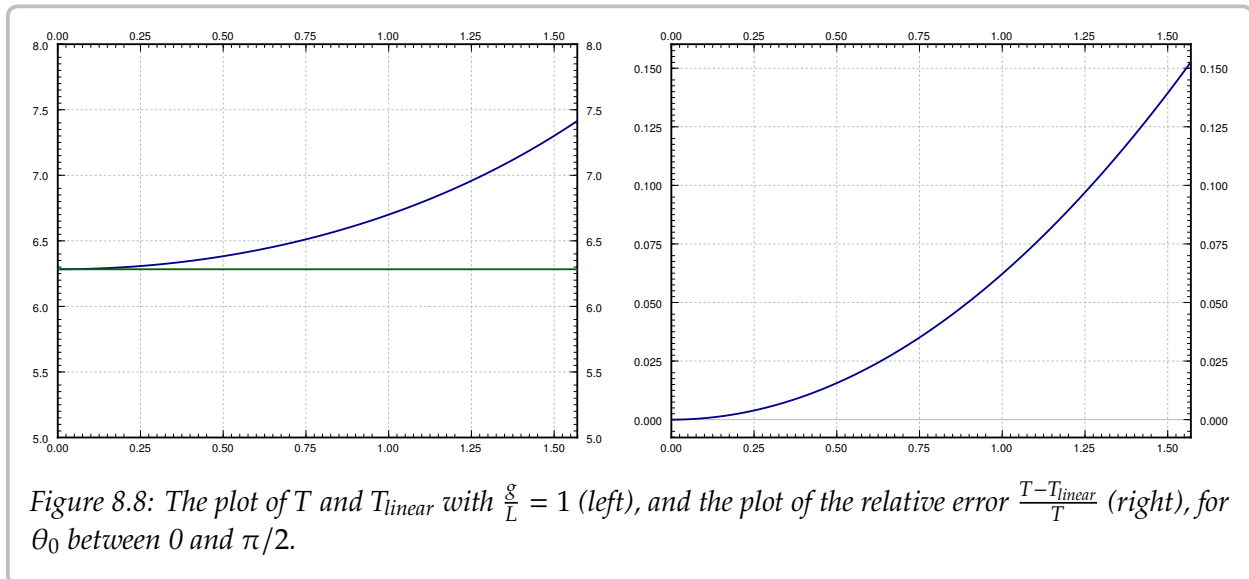 0.00 0.25 0.50 0.75 1.00 1.25 1.50
8.0 8.0
7.5 7.5
7.0 7.0
6.5 6.5
6.0 6.0
5.5 5.5
5.0 5.0
0.00 0.25 0.50 0.75 1.00 1.25 1.50
0.00 0.25 0.50 0.75 1.00 1.25 1.50
0.150 0.150
0.125 0.125
0.100 0.100
0.075 0.075
0.050 0.050
0.025 0.025
0.000 0.000
0.00 0.25 0.50 0.75 1.00 1.25 1.50
Figure 8.8: The plot of T and T_{linear} with \frac{g}{L} = 1 (left), and the plot of the relative error \frac{T−T_{linear}}{T} (right), for
θ_0 between 0 and π/2.